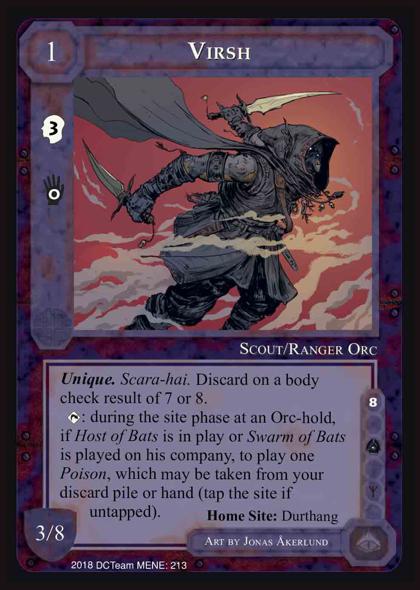 1
VIRSH
3
0
SCOUT/RANGER ORC
Unique. Scara-hai. Discard on a body
check result of 7 or 8.
: during the site phase at an Orc-hold,
if Host of Bats is in play or Swarm of Bats
is played on his company, to play one
Poison, which may be taken from your
discard pile or hand (tap the site if
untapped).
Home Site: Durthang
8
3/8
ART BY JONAS ÅKERLUND
2018 DCTeam MENE: 213